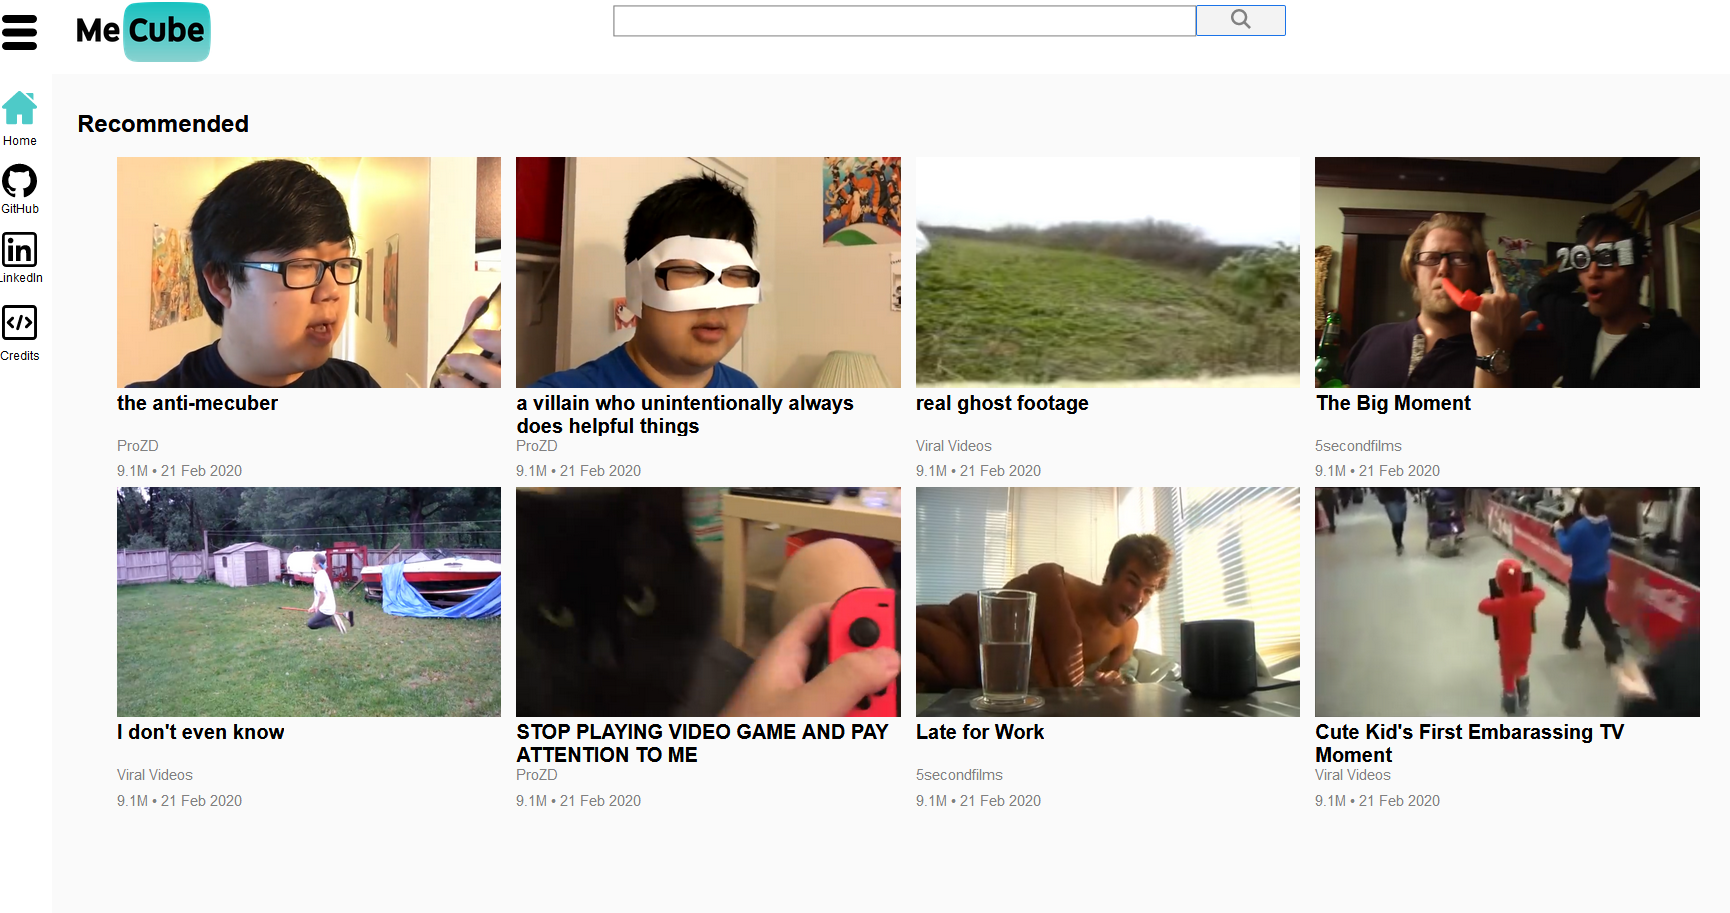 Me Cube
Recommended
Home
GitHub
LinkedIn
Credits
the anti-mecuber
ProZD
9.1M • 21 Feb 2020
a villain who unintentionally always
does helpful things
ProZD
9.1M • 21 Feb 2020
real ghost footage
Viral Videos
9.1M • 21 Feb 2020
2011
The Big Moment
5secondfilms
9.1M • 21 Feb 2020
I don't even know
Viral Videos
9.1M • 21 Feb 2020
STOP PLAYING VIDEO GAME AND PAY
ATTENTION TO ME
ProZD
9.1M • 21 Feb 2020
Late for Work
5secondfilms
9.1M • 21 Feb 2020
Cute Kid's First Embarassing TV
Moment
Viral Videos
9.1M • 21 Feb 2020